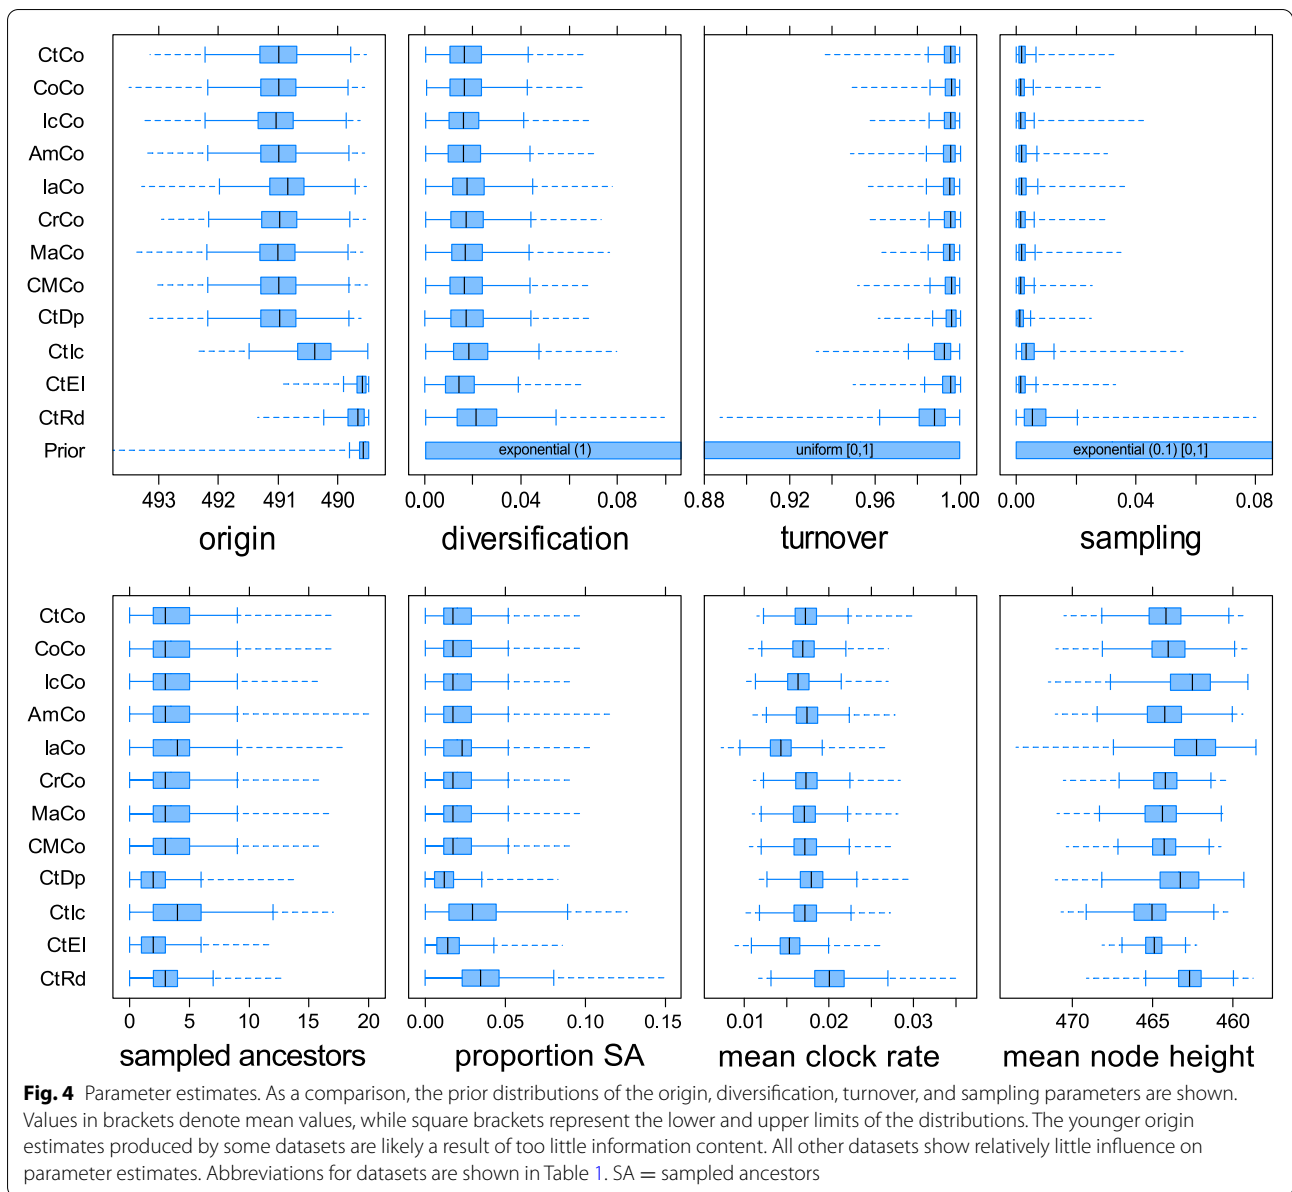 CtCo
CoCo
IcCo
AmCo
IaCo
CrCo
MaCo
CMCo
CtDp
CtIc
CtEl
CtRd
Prior
exponential (1)
uniform [0,1]
exponential (0.1) [0,1]
493 492 491 490
0.00 0.04 0.08
0.88 0.92 0.96 1.00
0.00 0.04 0.08
origin diversification turnover sampling
CtCo
CoCo
IcCo
AmCo
IaCo
CrCo
MaCo
CMCo
CtDp
CtIc
CtEl
CtRd
0 5 10 15 20
0.00 0.05 0.10 0.15
0.01 0.02 0.03
470 465 460
sampled ancestors proportion SA mean clock rate mean node height
Fig. 4 Parameter estimates. As a comparison, the prior distributions of the origin, diversification, turnover, and sampling parameters are shown.
Values in brackets denote mean values, while square brackets represent the lower and upper limits of the distributions. The younger origin
estimates produced by some datasets are likely a result of too little information content. All other datasets show relatively little influence on
parameter estimates. Abbreviations for datasets are shown in Table 1. SA = sampled ancestors